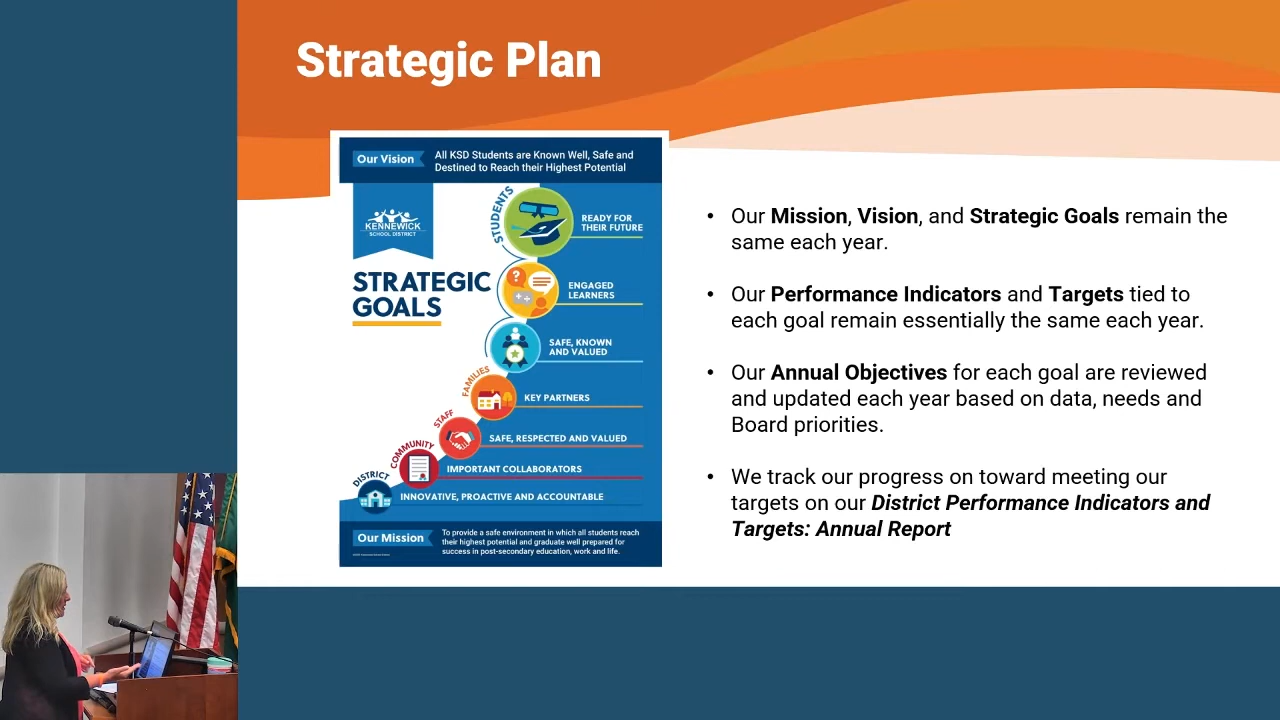 Strategic Plan
Our Vision
All KSD Students are Known Well, Safe and
Destined to Reach their Highest Potential
KENNEWICK
SCHOOL DISTRICT
STRATEGIC
GOALS
STUDENTS
READY FOR
THEIR FUTURE
ENGAGED
LEARNERS
SAFE, KNOWN
AND VALUED
FAMILIES
KEY PARTNERS
STAFF
SAFE, RESPECTED AND VALUED
COMMUNITY
IMPORTANT COLLABORATORS
DISTRICT
INNOVATIVE, PROACTIVE AND ACCOUNTABLE
Our Mission
To provide a safe environment in which all students reach
their highest potential and graduate well prepared for
success in post-secondary education, work and life.
• Our Mission, Vision, and Strategic Goals remain the
same each year.
• Our Performance Indicators and Targets tied to
each goal remain essentially the same each year.
• Our Annual Objectives for each goal are reviewed
and updated each year based on data, needs and
Board priorities.
• We track our progress on toward meeting our
targets on our District Performance Indicators and
Targets: Annual Report